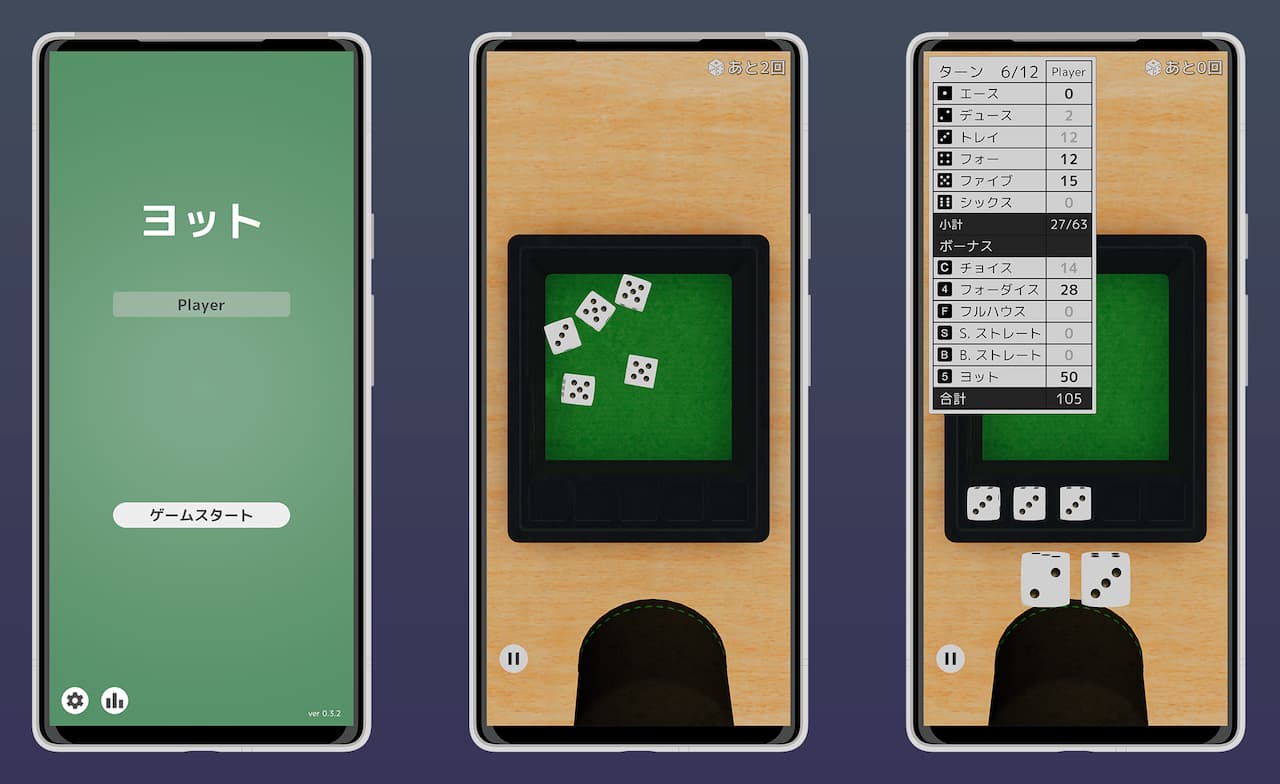 ヨット
Player
ゲームスタート
ver 0.3.2
あと2回
あと0回
ターン 6/12 Player
エース 0
デュース 2
トレイ 12
フォー 12
ファイブ 15
シックス 0
小計 27/63
ボーナス
C チョイス 14
4 フォーダイス 28
F フルハウス 0
S S. ストレート 0
B B. ストレート 0
5 ヨット 50
合計 105